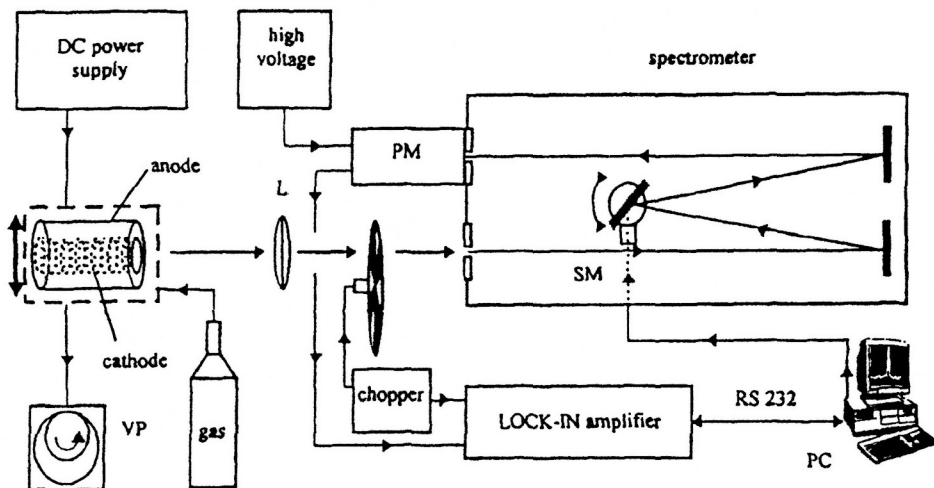 DC power
supply
high
voltage
spectrometer
anode
L
PM
SM
cathode
VP
gas
chopper
LOCK-IN amplifier
RS 232
PC